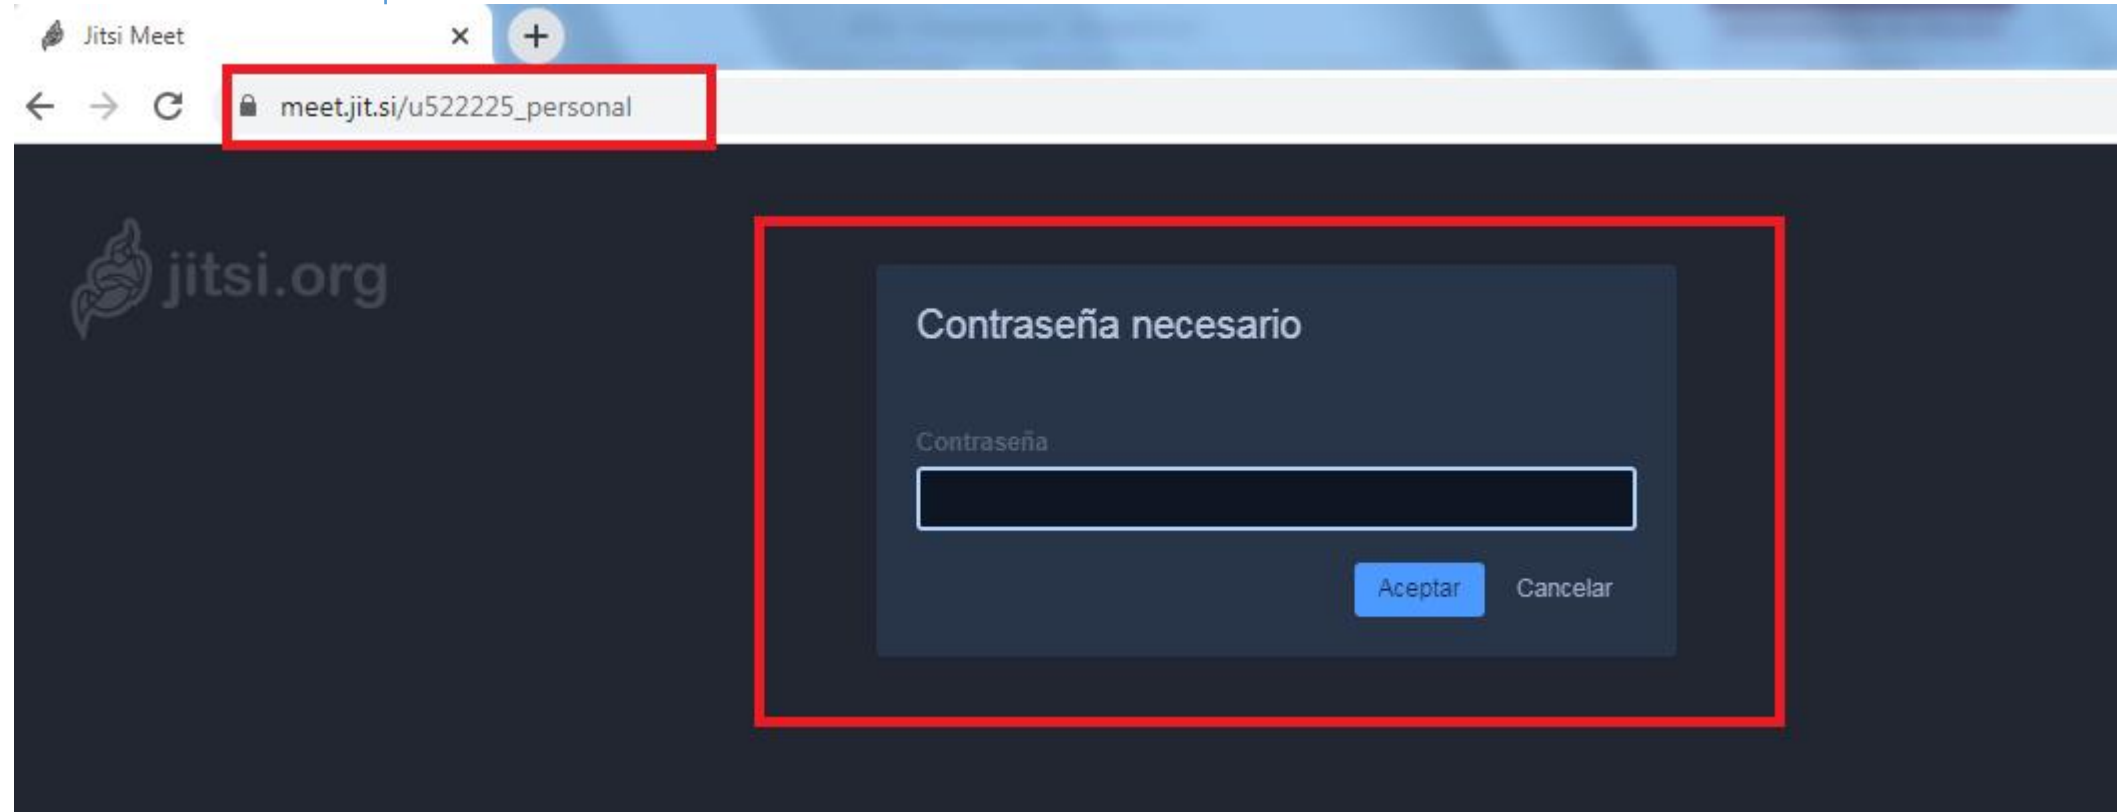 Jitsi Meet
meet.jit.si/u522225_personal
jitsi.org
Contraseña necesario
Contraseña
Aceptar Cancelar